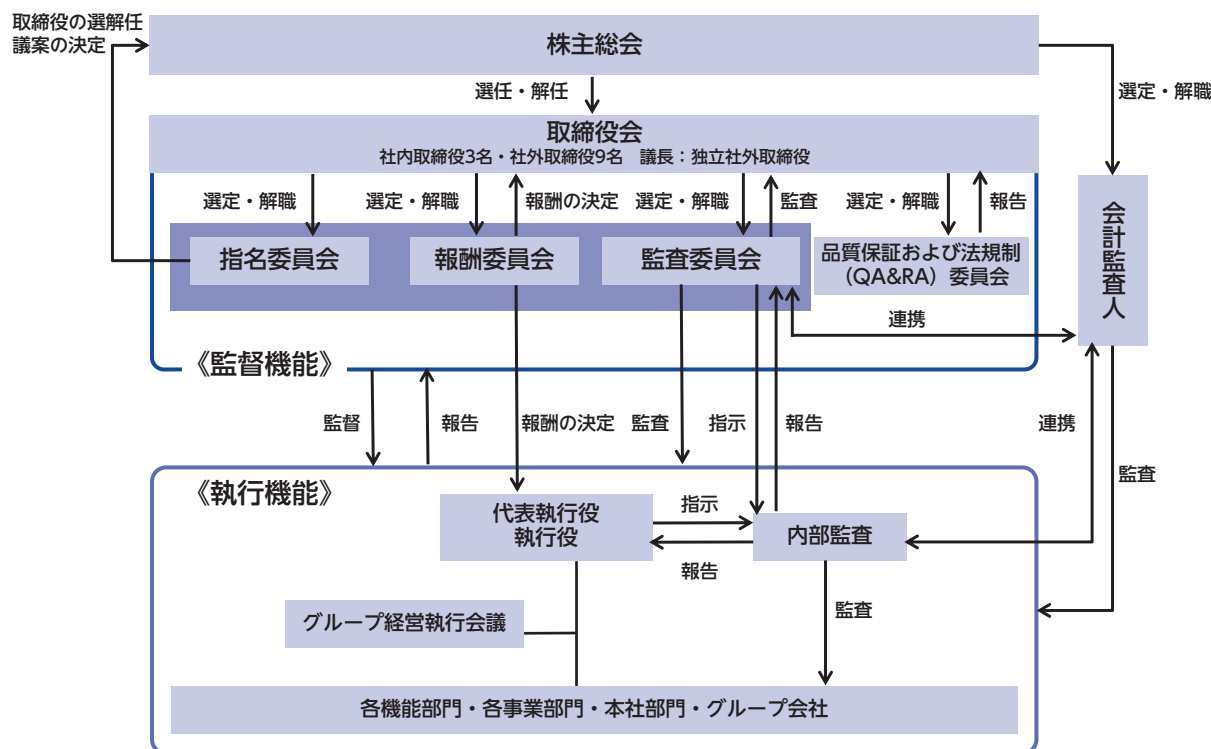 取締役の選解任
議案の決定
株主総会
選任・解任
選定・解職
取締役会
社内取締役3名・社外取締役9名　議長：独立社外取締役
選定・解職
選定・解職
報酬の決定
選定・解職
監査
選定・解職
報告
指名委員会
報酬委員会
監査委員会
品質保証および法規制
（QA&RA）委員会
会計監査人
連携
《監督機能》
監督
報告
報酬の決定
監査
指示
報告
連携
監査
《執行機能》
代表執行役
執行役
指示
内部監査
報告
グループ経営執行会議
監査
各機能部門・各事業部門・本社部門・グループ会社